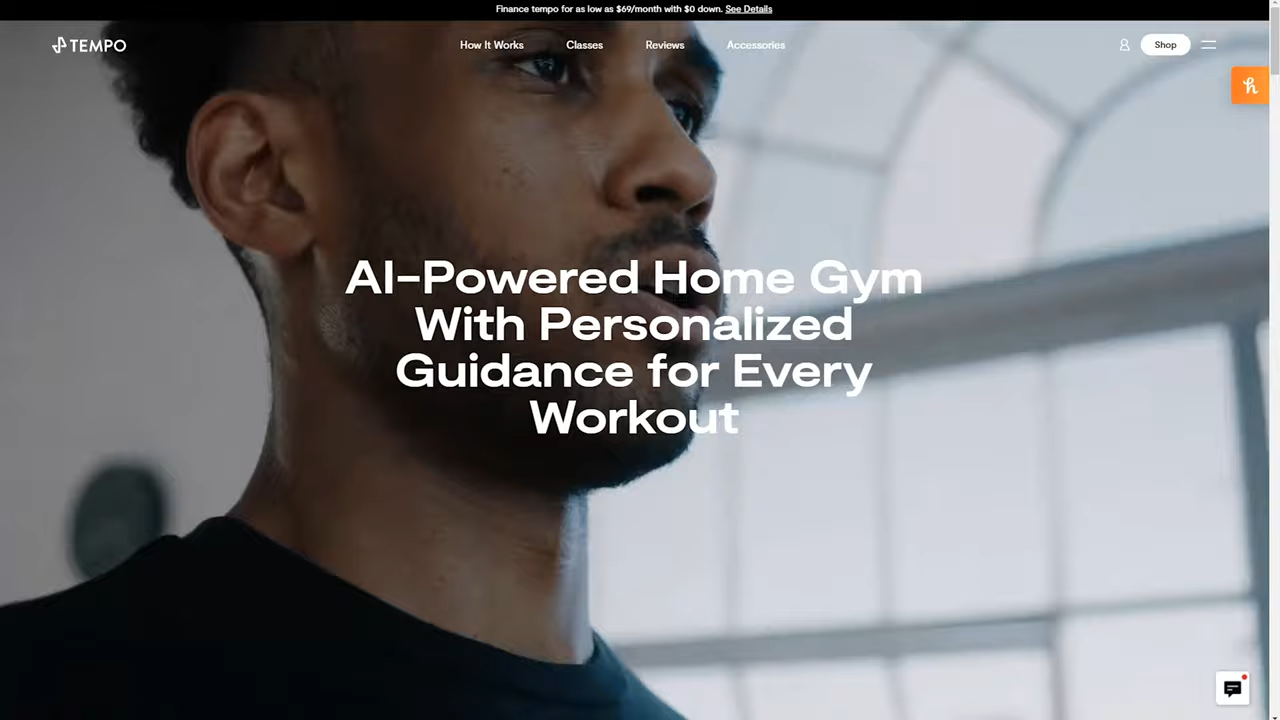 Finance tempo for as low as $69/month with $0 down. See Details
TEMPO
How It Works
Classes
Reviews
Accessories
Shop
AI-Powered Home Gym
With Personalized
Guidance for Every
Workout